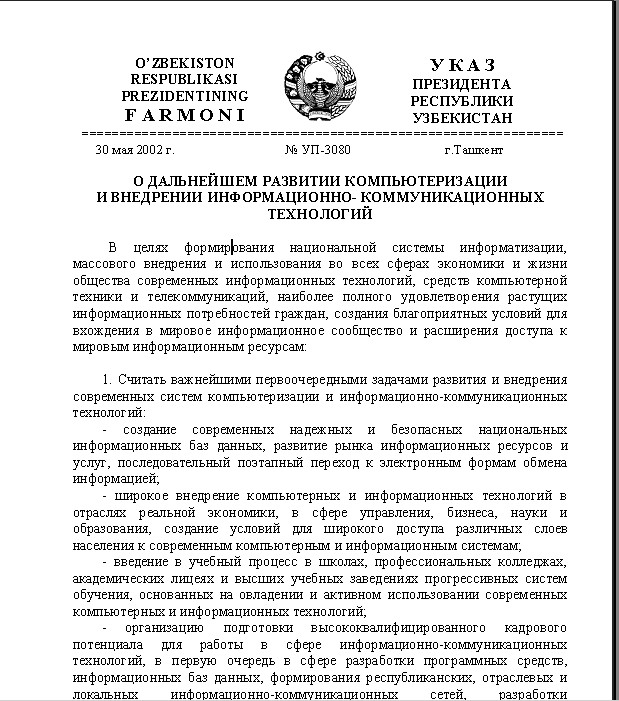 O’ZBEKISTON
RESPUBLIKASI
PREZIDENTINING
F A R M O N I
У К А З
ПРЕЗИДЕНТА
РЕСПУБЛИКИ
УЗБЕКИСТАН
30 мая 2002 г. № УП-3080 г.Ташкент
О ДАЛЬНЕЙШЕМ РАЗВИТИИ КОМПЬЮТЕРИЗАЦИИ
И ВНЕДРЕНИИ ИНФОРМАЦИОННО- КОММУНИКАЦИОННЫХ
ТЕХНОЛОГИЙ
В целях формирования национальной системы информатизации,
массового внедрения и использования во всех сферах экономики и жизни
общества современных информационных технологий, средств компьютерной
техники и телекоммуникаций, наиболее полного удовлетворения растущих
информационных потребностей граждан, создания благоприятных условий для
вхождения в мировое информационное сообщество и расширения доступа к
мировым информационным ресурсам:
1. Считать важнейшими первоочередными задачами развития и внедрения
современных систем компьютеризации и информационно-коммуникационных
технологий:
- создание современных надежных и безопасных национальных
информационных баз данных, развитие рынка информационных ресурсов и
услуг, последовательный поэтапный переход к электронным формам обмена
информацией;
- широкое внедрение компьютерных и информационных технологий в
отраслях реальной экономики, в сфере управления, бизнеса, науки и
образования, создание условий для широкого доступа различных слоев
населения к современным компьютерным и информационным системам;
- введение в учебный процесс в школах, профессиональных колледжах,
академических лицеях и высших учебных заведениях прогрессивных систем
обучения, основанных на овладении и активном использовании современных
компьютерных и информационных технологий;
- организацию подготовки высококвалифицированного кадрового
потенциала для работы в сфере информационно-коммуникационных
технологий, в первую очередь в сфере разработки программных средств,
информационных баз данных, формирования республиканских, отраслевых и
локальных информационно-коммуникационных сетей, разработки